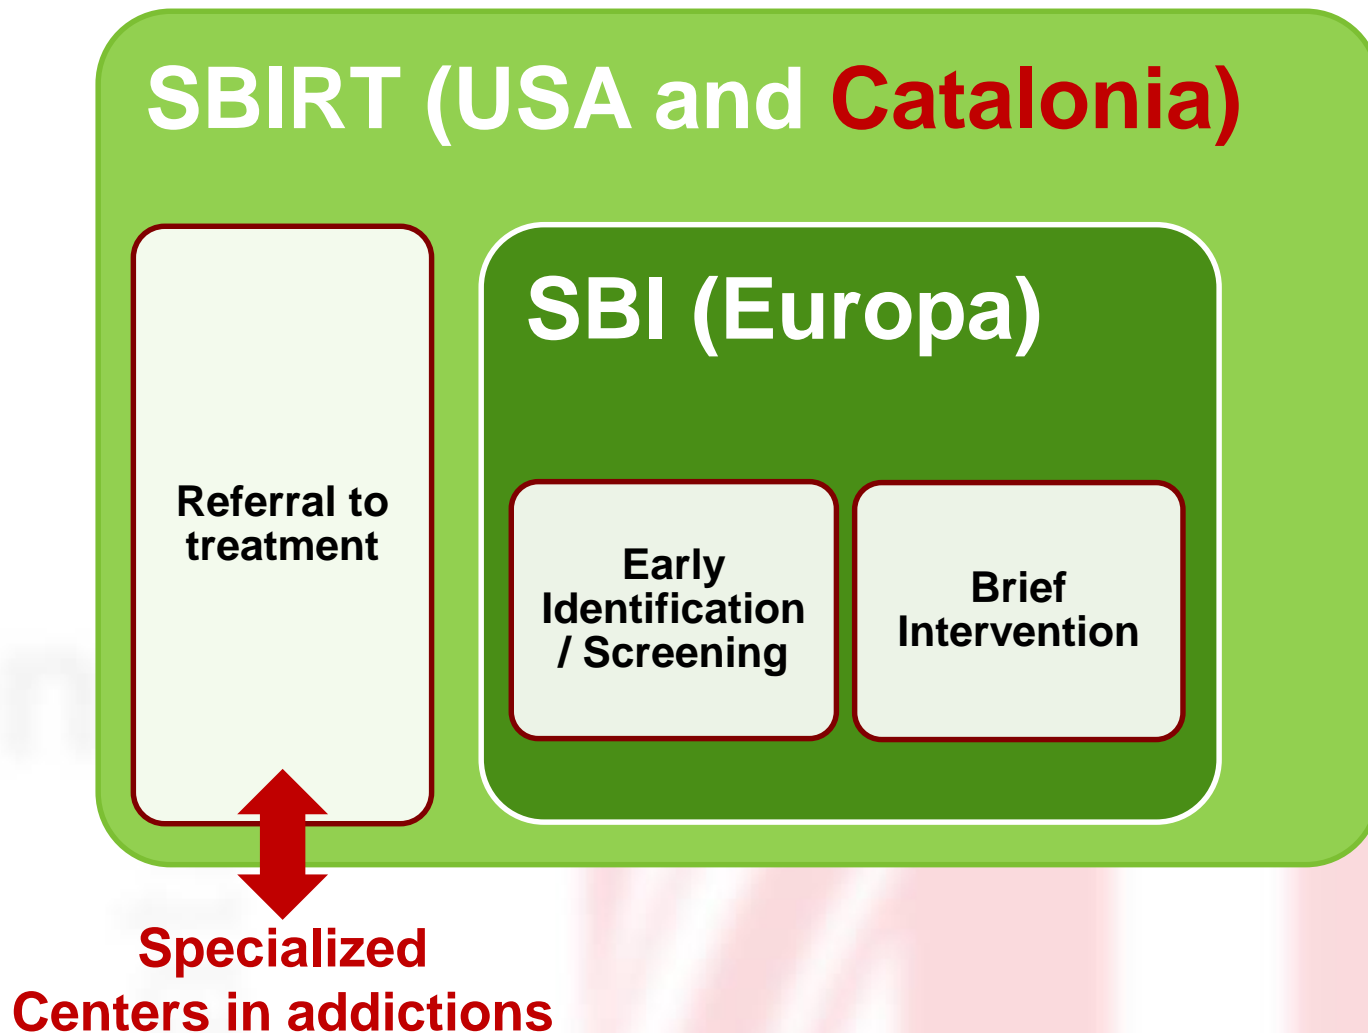 SBIRT (USA and Catalonia)
Referral to
treatment
SBI (Europa)
Early
Identification
/ Screening
Brief
Intervention
Specialized
Centers in addictions